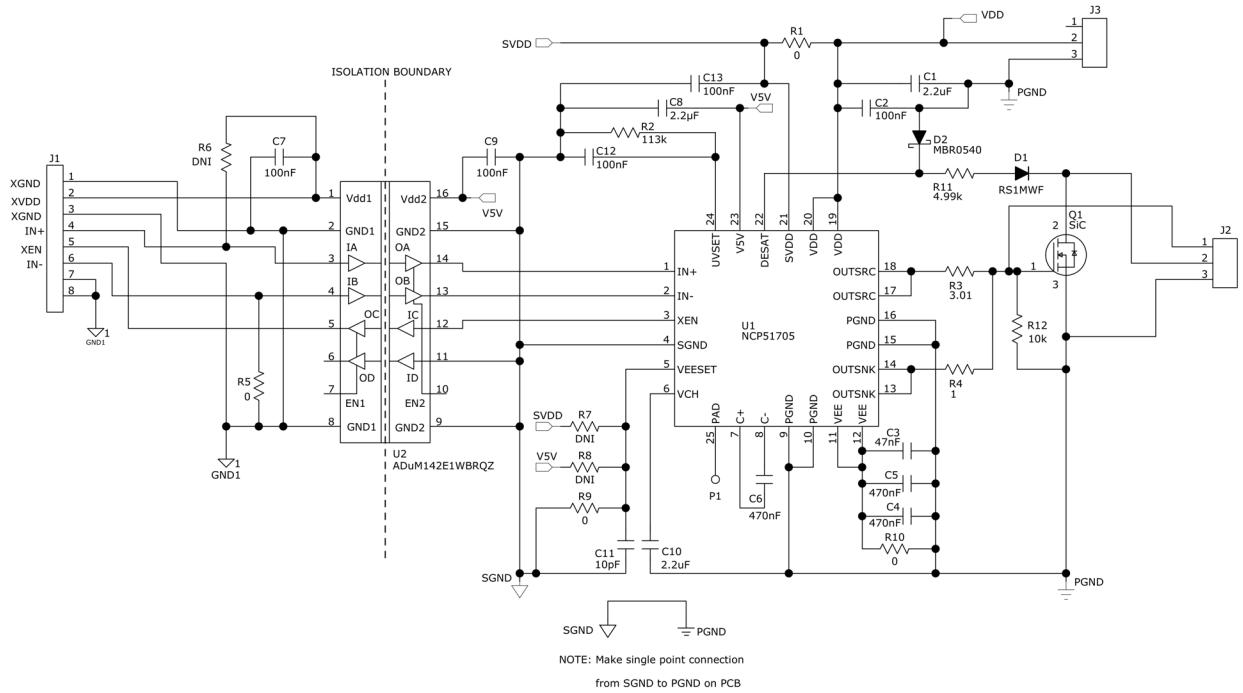 J3
VDD
1
2
3
SVDD
R1
0
ISOLATION BOUNDARY
C13
100nF
C1
2.2uF
PGND
C8
2.2µF
V5V
C2
100nF
R2
113k
D2
MBR0540
C12
100nF
C9
100nF
V5V
R6
DNI
C7
100nF
D1
RS1MWF
R11
4.99k
J1
XGND 1
XVDD 2
XGND 3
IN+ 4
XEN 5
IN- 6
7
8
1
GND1
1 Vdd1
2 GND1
3 IA
4 IB
5 OC
6 OD
7 EN1
8 GND1
Vdd2 16
GND2 15
OA 14
OB 13
IC 12
ID 11
EN2 10
GND2 9
U2
ADuM142E1WBRQZ
R5
0
1
GND1
24 UVSET
23 V5V
22 DESAT
21 SVDD
20 VDD
19 VDD
1 IN+
2 IN-
3 XEN
4 SGND
5 VEESET
6 VCH
U1
NCP51705
OUTSRC 18
OUTSRC 17
PGND 16
PGND 15
OUTSNK 14
OUTSNK 13
25 PAD
7 C+
8 C-
9 PGND
10 PGND
11 VEE
12 VEE
R3
3.01
R4
1
R12
10k
Q1
SiC
2
1
3
J2
1
2
3
SVDD
R7
DNI
V5V
R8
DNI
R9
0
P1
C6
470nF
C3
47nF
C5
470nF
C4
470nF
R10
0
C11
10pF
C10
2.2uF
SGND
PGND
SGND
PGND
NOTE: Make single point connection
from SGND to PGND on PCB